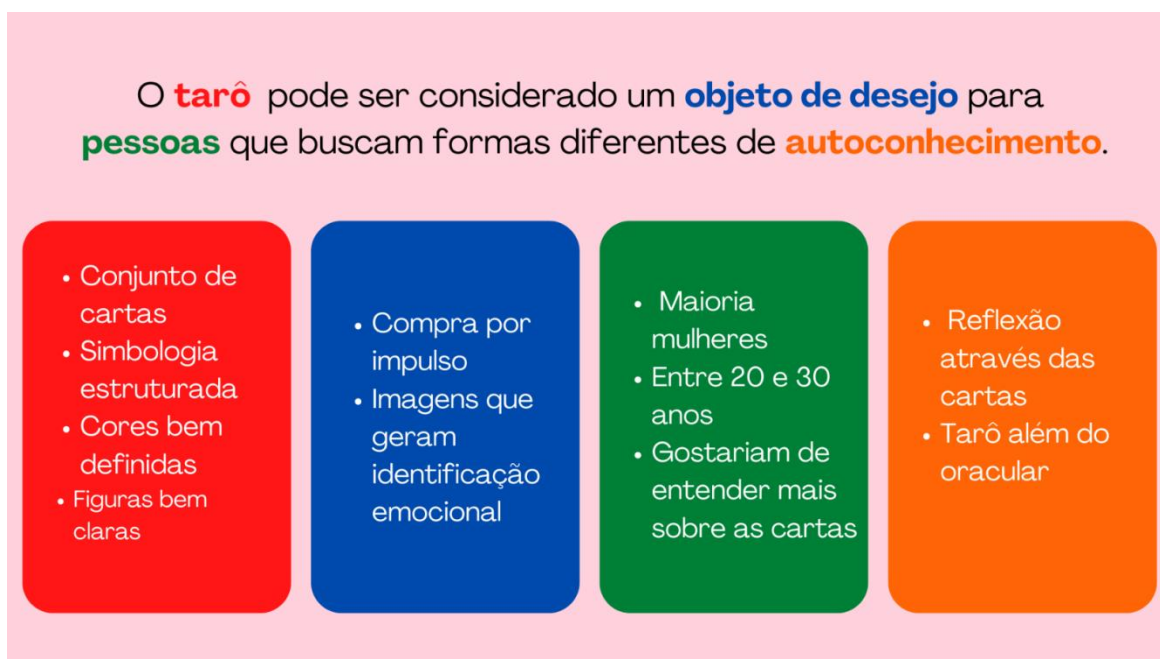 O tarô pode ser considerado um objeto de desejo para
pessoas que buscam formas diferentes de autoconhecimento.
• Conjunto de
cartas
• Simbologia
estruturada
• Cores bem
definidas
• Figuras bem
claras
• Compra por
impulso
• Imagens que
geram
identificação
emocional
• Maioria
mulheres
• Entre 20 e 30
anos
• Gostariam de
entender mais
sobre as cartas
• Reflexão
através das
cartas
• Tarô além do
oracular